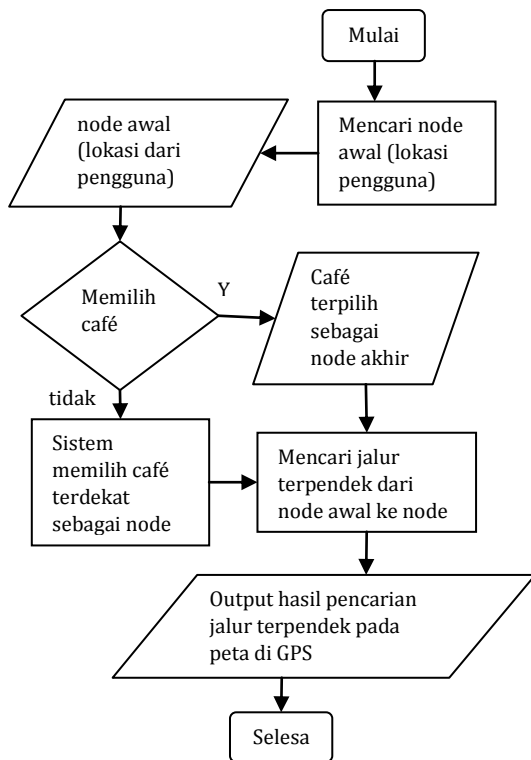 Mulai
Mencari node
awal (lokasi
pengguna)
node awal
(lokasi dari
pengguna)
Memilih
café
Y
Café
terpilih
sebagai
node akhir
tidak
Sistem
memilih café
terdekat
sebagai node
Mencari jalur
terpendek dari
node awal ke node
Output hasil pencarian
jalur terpendek pada
peta di GPS
Selesa